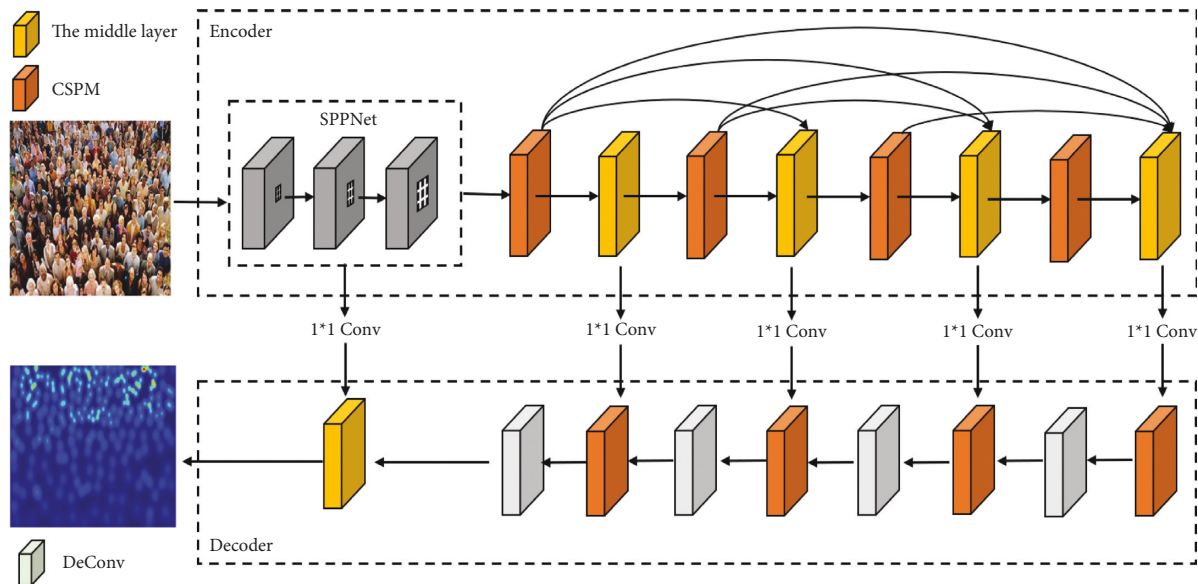 The middle layer
Encoder
CSPM
SPPNet
1*1 Conv
1*1 Conv
1*1 Conv
1*1 Conv
1*1 Conv
Decoder
DeConv